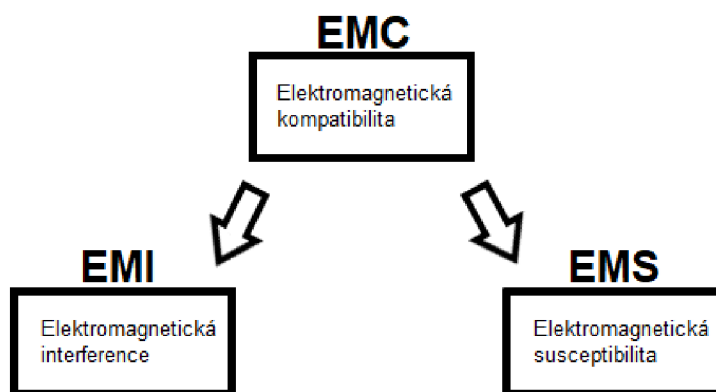 EMC
Elektromagnetická
kompatibilita
EMI
Elektromagnetická
interference
EMS
Elektromagnetická
susceptibilita